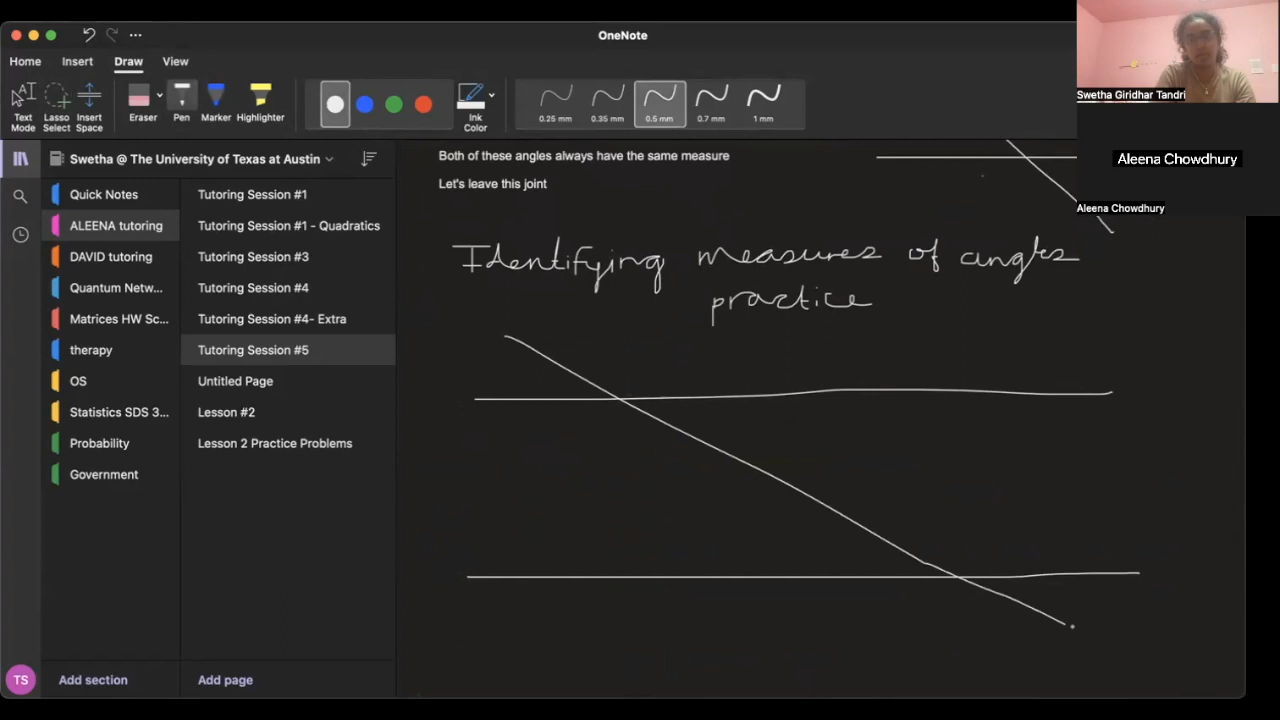 OneNote
Home Insert Draw View
Swetha Giridhar Tandri
Text Mode
Lasso Select
Insert Space
Eraser
Pen
Marker
Highlighter
Ink Color
0.25 mm
0.35 mm
0.5 mm
0.7 mm
1 mm
Aleena Chowdhury
Aleena Chowdhury
Swetha @ The University of Texas at Austin
Quick Notes
ALEENA tutoring
DAVID tutoring
Quantum Netw...
Matrices HW Sc...
therapy
OS
Statistics SDS 3...
Probability
Government
Tutoring Session #1
Tutoring Session #1 - Quadratics
Tutoring Session #3
Tutoring Session #4
Tutoring Session #4- Extra
Tutoring Session #5
Untitled Page
Lesson #2
Lesson 2 Practice Problems
Both of these angles always have the same measure
Let's leave this joint
Identifying measures of angles
practice
TS
Add section
Add page